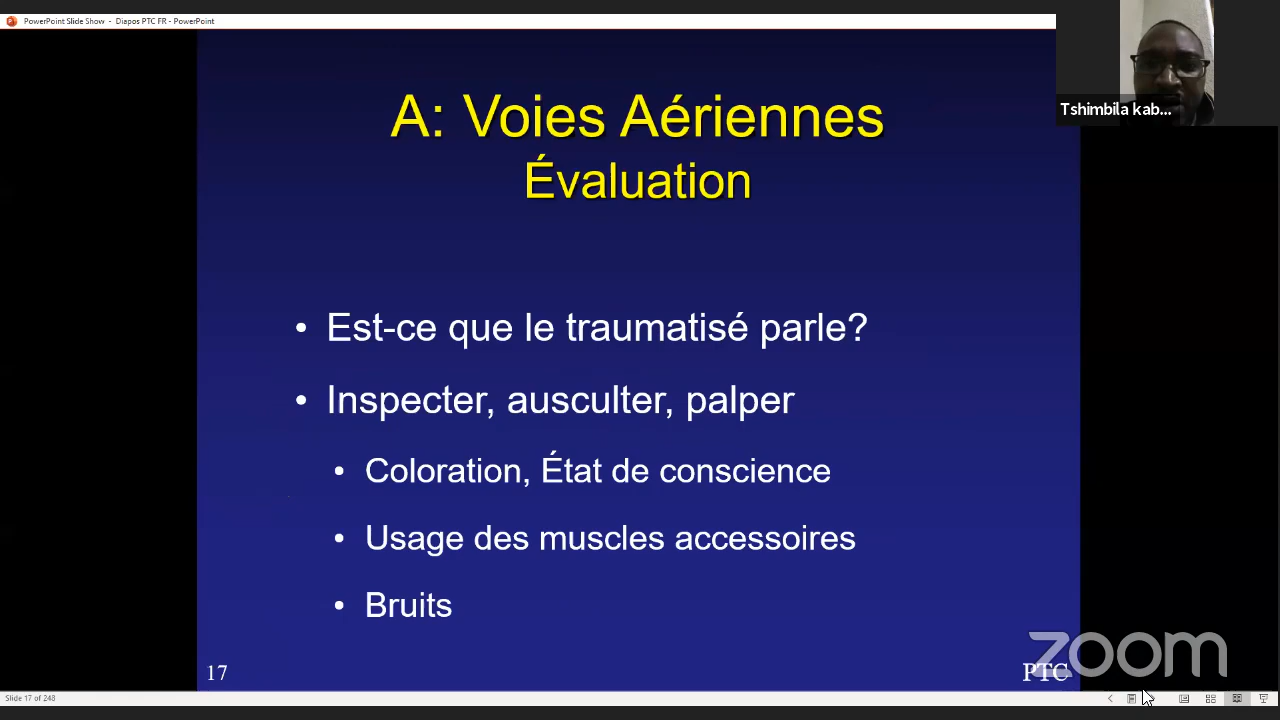 PowerPoint Slide Show - Diapos PTC FR - PowerPoint
Tshimbila kab...
A: Voies Aériennes
Évaluation
• Est-ce que le traumatisé parle?
• Inspecter, ausculter, palper
• Coloration, État de conscience
• Usage des muscles accessoires
• Bruits
17
PTC
zoom
Slide 17 of 248